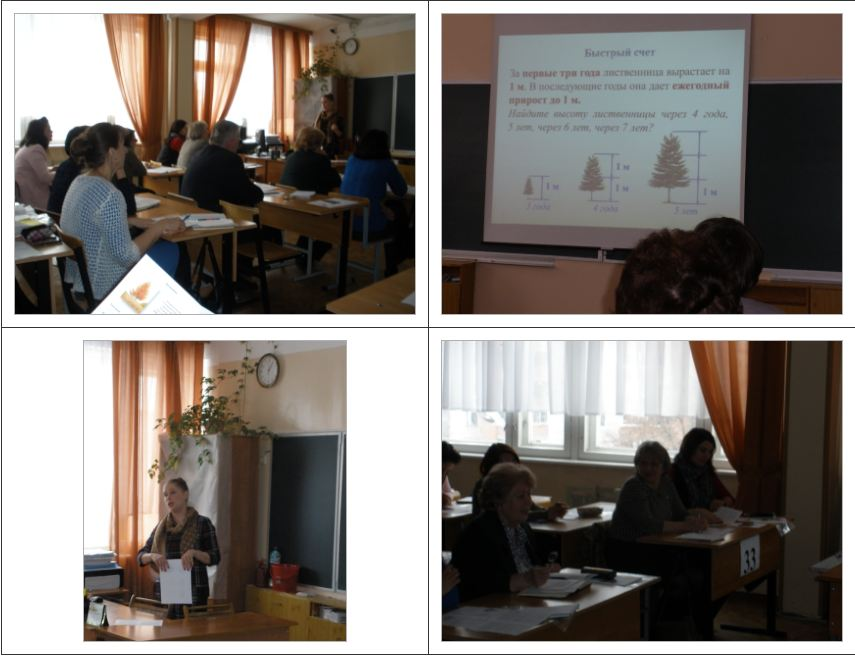 Быстрый счет
За первые три года лиственница вырастает на
1 м. В последующие годы она дает ежегодный
прирост до 1 м.
Найдите высоту лиственницы через 4 года,
5 лет, через 6 лет, через 7 лет?
1 м
1 м
1 м
1 м
3 года
4 года
5 лет
33